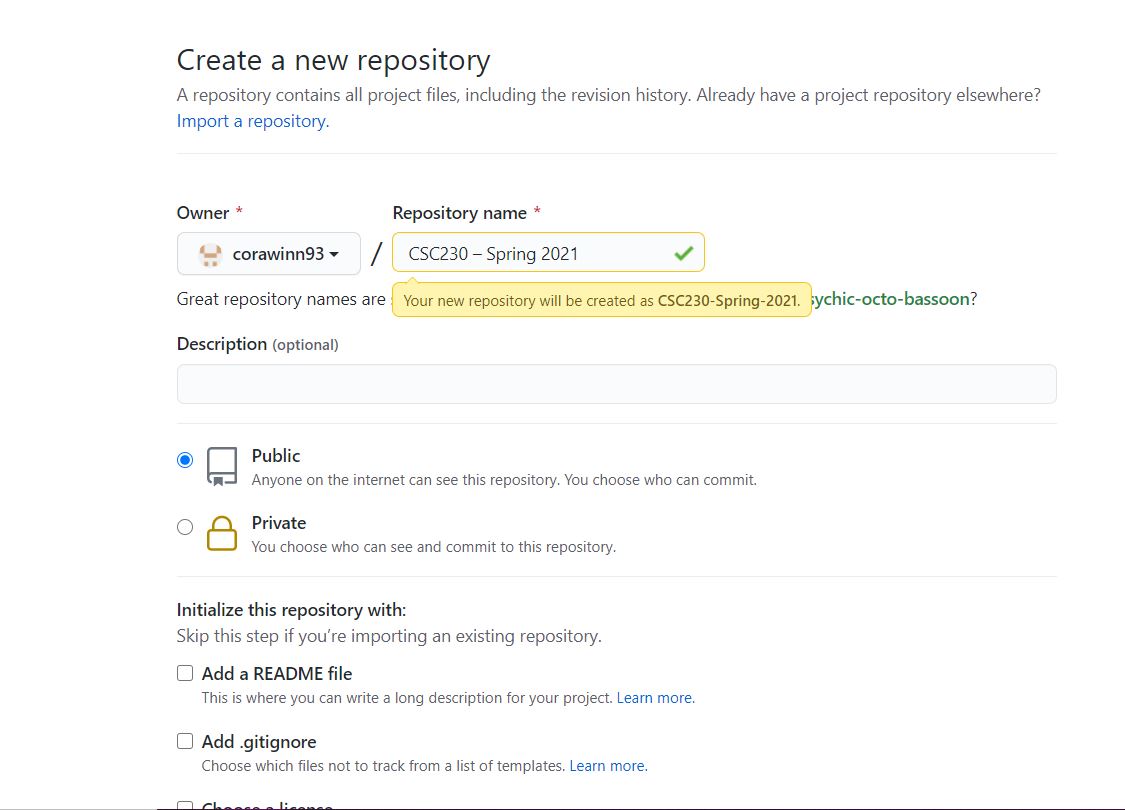 Create a new repository
A repository contains all project files, including the revision history. Already have a project repository elsewhere?
Import a repository.
Owner *
Repository name *
corawinn93
/
CSC230 – Spring 2021
Great repository names are
Your new repository will be created as CSC230-Spring-2021.
sychic-octo-bassoon?
Description (optional)
Public
Anyone on the internet can see this repository. You choose who can commit.
Private
You choose who can see and commit to this repository.
Initialize this repository with:
Skip this step if you’re importing an existing repository.
Add a README file
This is where you can write a long description for your project. Learn more.
Add .gitignore
Choose which files not to track from a list of templates. Learn more.
Choose a license